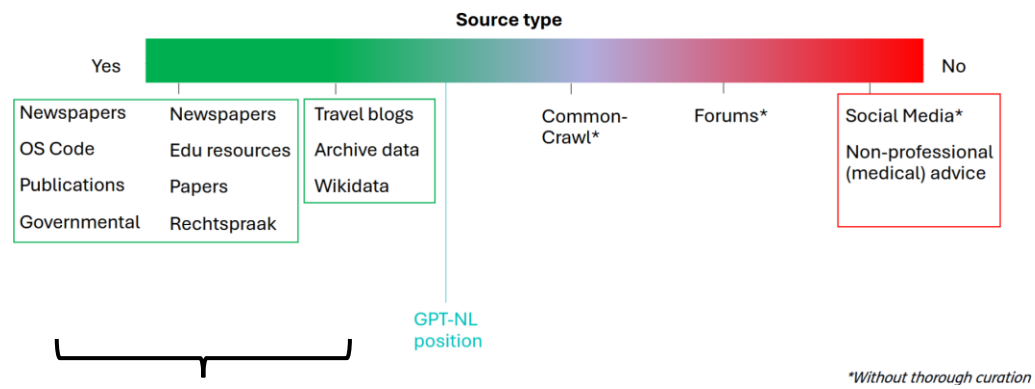 Source type
Yes
No
Newspapers
OS Code
Publications
Governmental
Newspapers
Edu resources
Papers
Rechtspraak
Travel blogs
Archive data
Wikidata
Common-
Crawl*
Forums*
Social Media*
Non-professional
(medical) advice
GPT-NL
position
*Without thorough curation